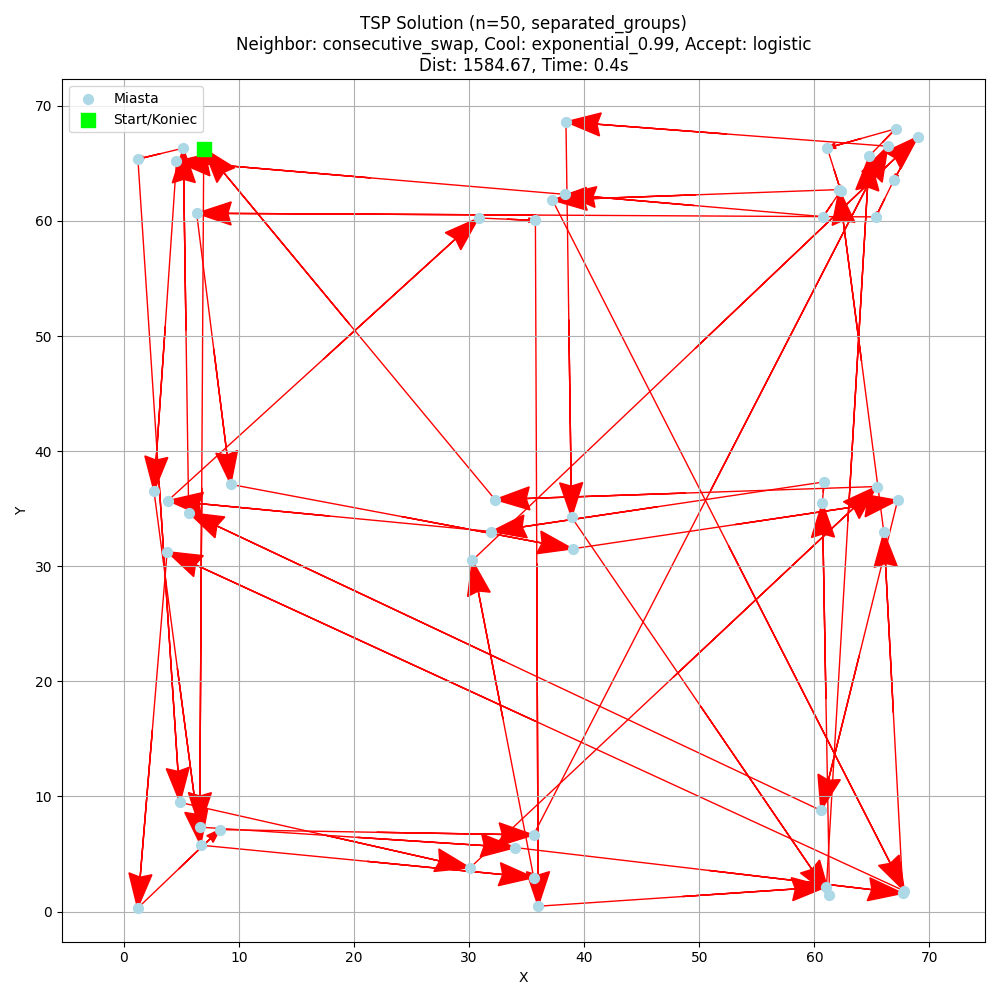 TSP Solution (n=50, separated_groups)
Neighbor: consecutive_swap, Cool: exponential_0.99, Accept: logistic
Dist: 1584.67, Time: 0.4s
Miasta
Start/Koniec
70
60
50
40
30
20
10
0
Y
0 10 20 30 40 50 60 70
X